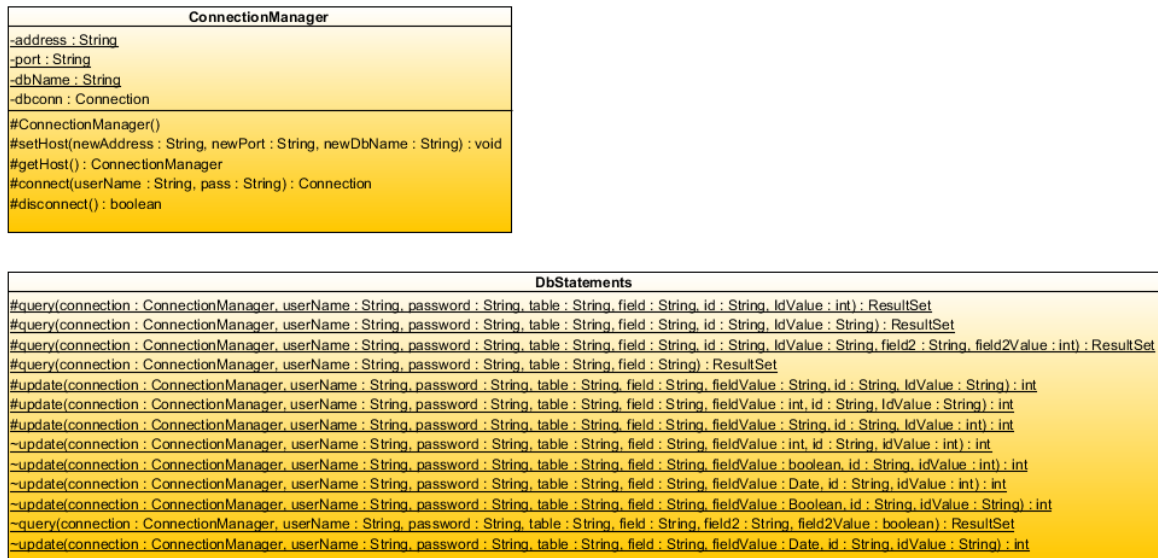 ConnectionManager
-address : String
-port : String
-dbName : String
-dbconn : Connection
#ConnectionManager()
#setHost(newAddress : String, newPort : String, newDbName : String) : void
#getHost() : ConnectionManager
#connect(userName : String, pass : String) : Connection
#disconnect() : boolean
DbStatements
#query(connection : ConnectionManager, userName : String, password : String, table : String, field : String, id : String, IdValue : int) : ResultSet
#query(connection : ConnectionManager, userName : String, password : String, table : String, field : String, id : String, IdValue : String) : ResultSet
#query(connection : ConnectionManager, userName : String, password : String, table : String, field : String, id : String, IdValue : String, field2 : String, field2Value : int) : ResultSet
#query(connection : ConnectionManager, userName : String, password : String, table : String, field : String) : ResultSet
#update(connection : ConnectionManager, userName : String, password : String, table : String, field : String, fieldValue : String, id : String, IdValue : String) : int
#update(connection : ConnectionManager, userName : String, password : String, table : String, field : String, fieldValue : int, id : String, IdValue : String) : int
#update(connection : ConnectionManager, userName : String, password : String, table : String, field : String, fieldValue : String, id : String, IdValue : int) : int
~update(connection : ConnectionManager, userName : String, password : String, table : String, field : String, fieldValue : int, id : String, idValue : int) : int
~update(connection : ConnectionManager, userName : String, password : String, table : String, field : String, fieldValue : boolean, id : String, idValue : int) : int
~update(connection : ConnectionManager, userName : String, password : String, table : String, field : String, fieldValue : Date, id : String, idValue : int) : int
~update(connection : ConnectionManager, userName : String, password : String, table : String, field : String, fieldValue : Boolean, id : String, idValue : String) : int
~query(connection : ConnectionManager, userName : String, password : String, table : String, field : String, field2 : String, field2Value : boolean) : ResultSet
~update(connection : ConnectionManager, userName : String, password : String, table : String, field : String, fieldValue : Date, id : String, idValue : String) : int